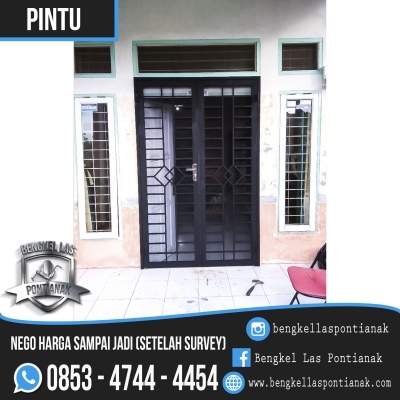 PINTU
BENGKEL LAS
PONTIANAK
NEGO HARGA SAMPAI JADI (SETELAH SURVEY)
0853 - 4744 - 4454
bengkellaspontianak
Bengkel Las Pontianak
www.bengkellaspontianak.com